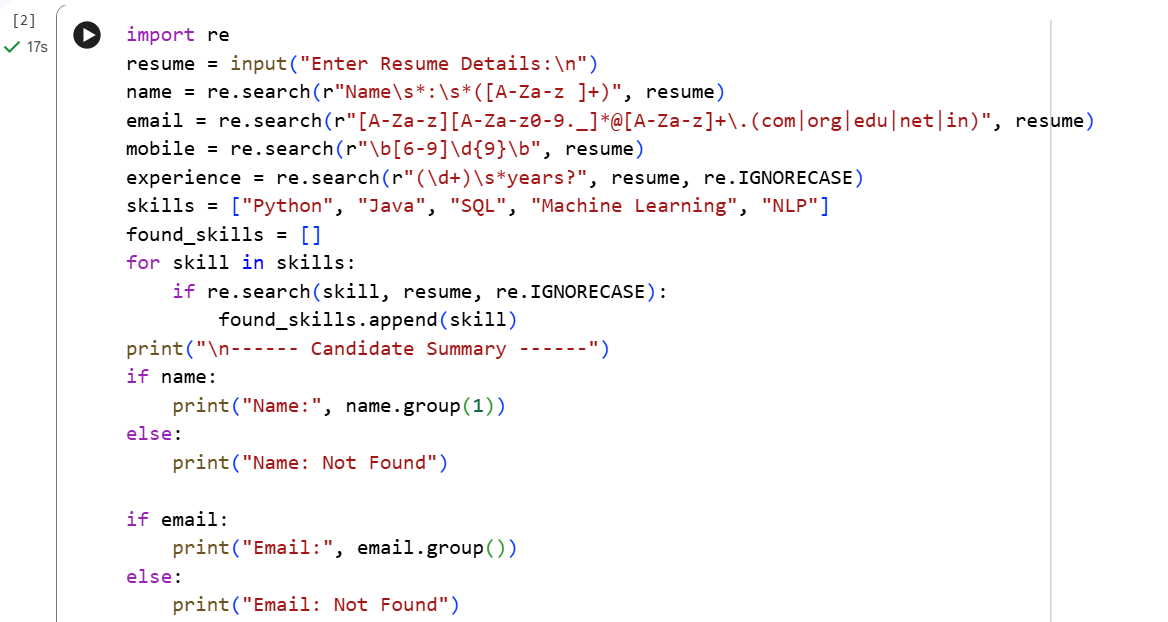 [2]
17s
import re
resume = input("Enter Resume Details:\n")
name = re.search(r"Name\s*:\s*([A-Za-z ]+)", resume)
email = re.search(r"[A-Za-z][A-Za-z0-9._]*@[A-Za-z]+\.(com|org|edu|net|in)", resume)
mobile = re.search(r"\b[6-9]\d{9}\b", resume)
experience = re.search(r"(\d+)\s*years?", resume, re.IGNORECASE)
skills = ["Python", "Java", "SQL", "Machine Learning", "NLP"]
found_skills = []
for skill in skills:
    if re.search(skill, resume, re.IGNORECASE):
        found_skills.append(skill)
print("\n------ Candidate Summary ------")
if name:
    print("Name:", name.group(1))
else:
    print("Name: Not Found")

if email:
    print("Email:", email.group())
else:
    print("Email: Not Found")